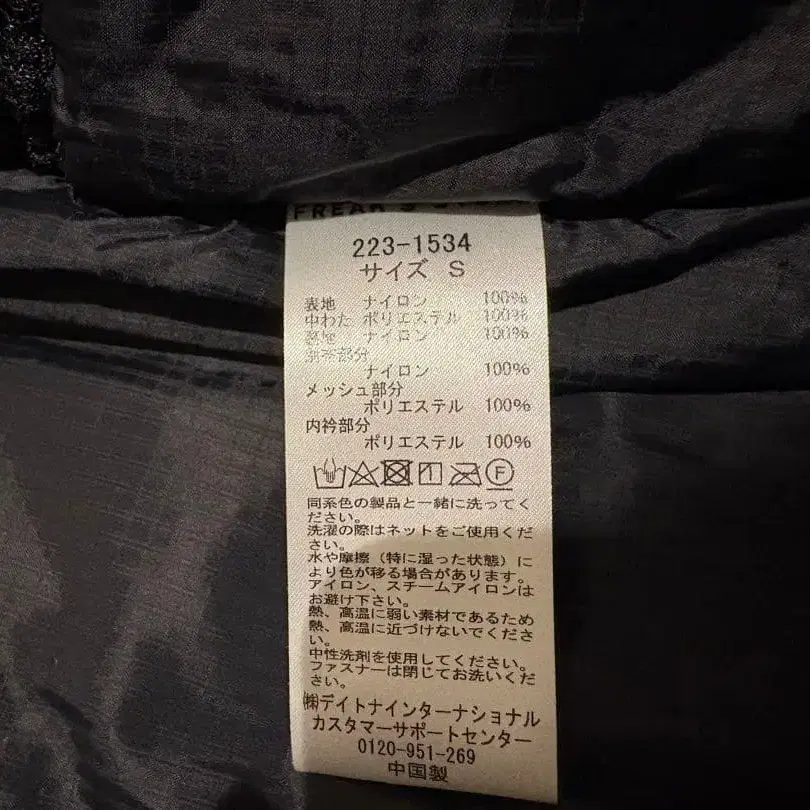 FREAK'S
223-1534
サイズ S
表地 ナイロン 100%
中わた ポリエステル 100%
ナイロン 100%
部分
ナイロン 100%
メッシュ部分
ポリエステル 100%
内衿部分
ポリエステル 100%
F
同系色の製品と一緒に洗ってく
ださい。
洗濯の際はネットをご使用くだ
さい。
水や摩擦（特に湿った状態）に
より色が移る場合があります。
アイロン、スチームアイロンは
お避け下さい。
熱、高温に弱い素材であるため
熱、高温に近づけないでくださ
い。
中性洗剤を使用してください。
ファスナーは閉じてお洗いくだ
さい。
㈱デイトナインターナショナル
カスタマーサポートセンター
0120-951-269
中国製